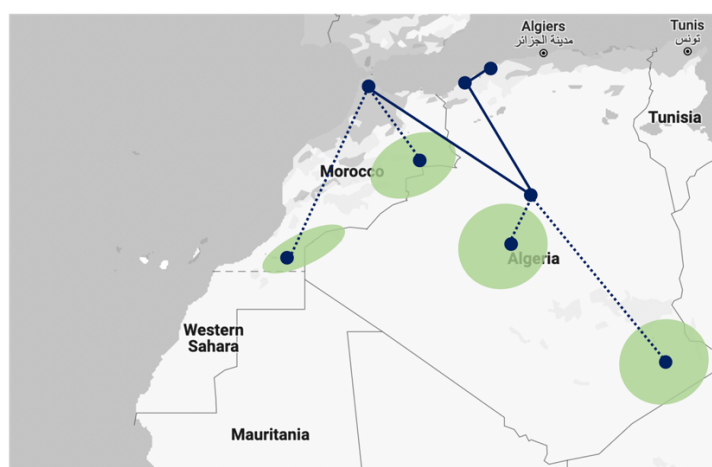 Algiers
مدينة الجزائر
Tunis
تونس
Tunisia
Morocco
Algeria
Western
Sahara
Mauritania